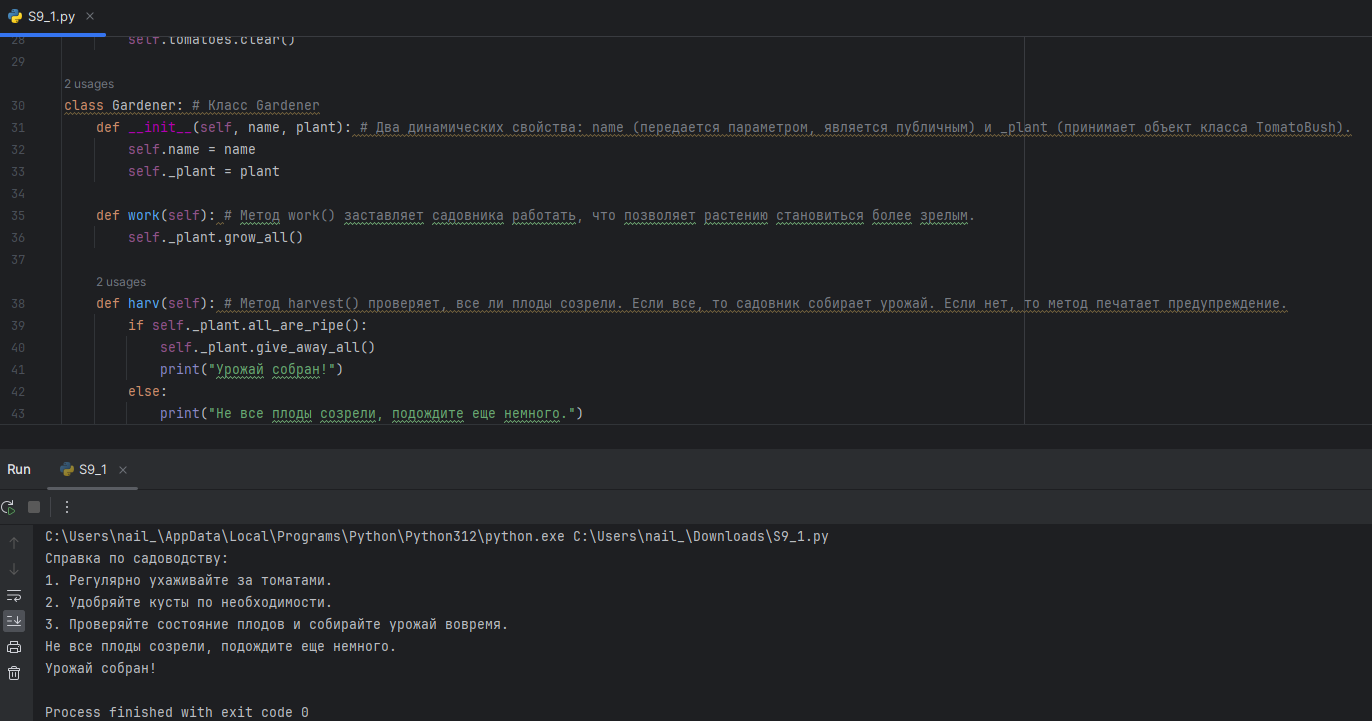 S9_1.py
28 self.tomatoes.clear()
29
2 usages
30 class Gardener: # Класс Gardener
31 def __init__(self, name, plant): # Два динамических свойства: name (передается параметром, является публичным) и _plant (принимает объект класса TomatoBush).
32 self.name = name
33 self._plant = plant
34
35 def work(self): # Метод work() заставляет садовника работать, что позволяет растению становиться более зрелым.
36 self._plant.grow_all()
37
2 usages
38 def harv(self): # Метод harvest() проверяет, все ли плоды созрели. Если все, то садовник собирает урожай. Если нет, то метод печатает предупреждение.
39 if self._plant.all_are_ripe():
40 self._plant.give_away_all()
41 print("Урожай собран!")
42 else:
43 print("Не все плоды созрели, подождите еще немного.")
Run S9_1
C:\Users\nail_\AppData\Local\Programs\Python\Python312\python.exe C:\Users\nail_\Downloads\S9_1.py
Справка по садоводству:
1. Регулярно ухаживайте за томатами.
2. Удобряйте кусты по необходимости.
3. Проверяйте состояние плодов и собирайте урожай вовремя.
Не все плоды созрели, подождите еще немного.
Урожай собран!
Process finished with exit code 0